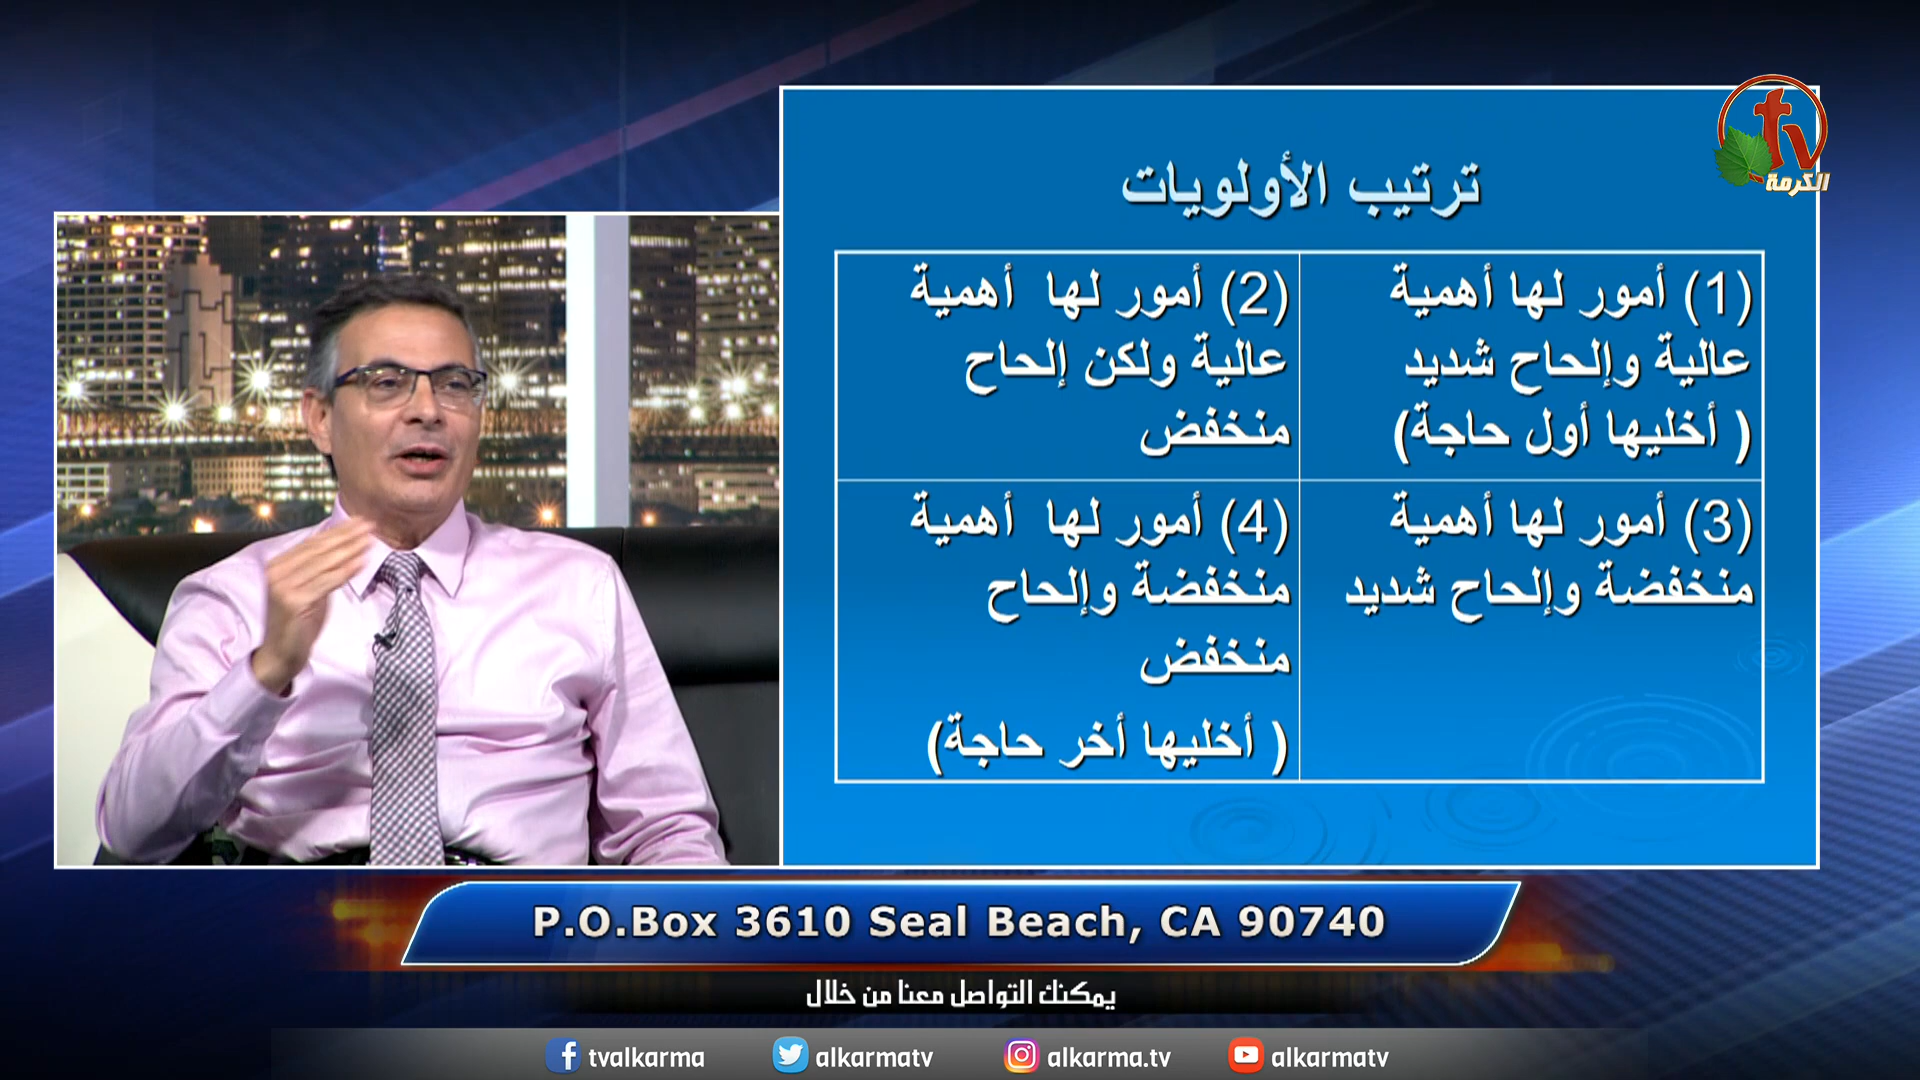 tv
الكرمة
ترتيب الأولويات
(1) أمور لها أهمية
عالية وإلحاح شديد
( أخليها أول حاجة)
(2) أمور لها أهمية
عالية ولكن إلحاح
منخفض
(3) أمور لها أهمية
منخفضة وإلحاح شديد
(4) أمور لها أهمية
منخفضة وإلحاح
منخفض
( أخليها أخر حاجة)
P.O.Box 3610 Seal Beach, CA 90740
يمكنك التواصل معنا من خلال
tvalkarma alkarmatv alkarma.tv alkarmatv